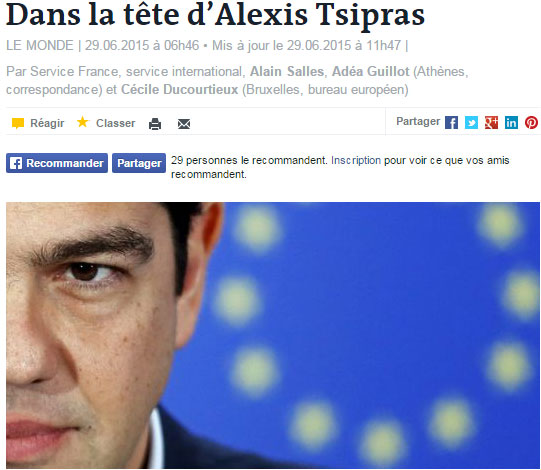 Dans la tête d’Alexis Tsipras
LE MONDE | 29.06.2015 à 06h46 • Mis à jour le 29.06.2015 à 11h47 |
Par Service France, service international, Alain Salles, Adéa Guillot (Athènes,
correspondance) et Cécile Ducourtieux (Bruxelles, bureau européen)
Réagir Classer Partager
Recommander Partager 29 personnes le recommandent. Inscription pour voir ce que vos amis
recommandent.